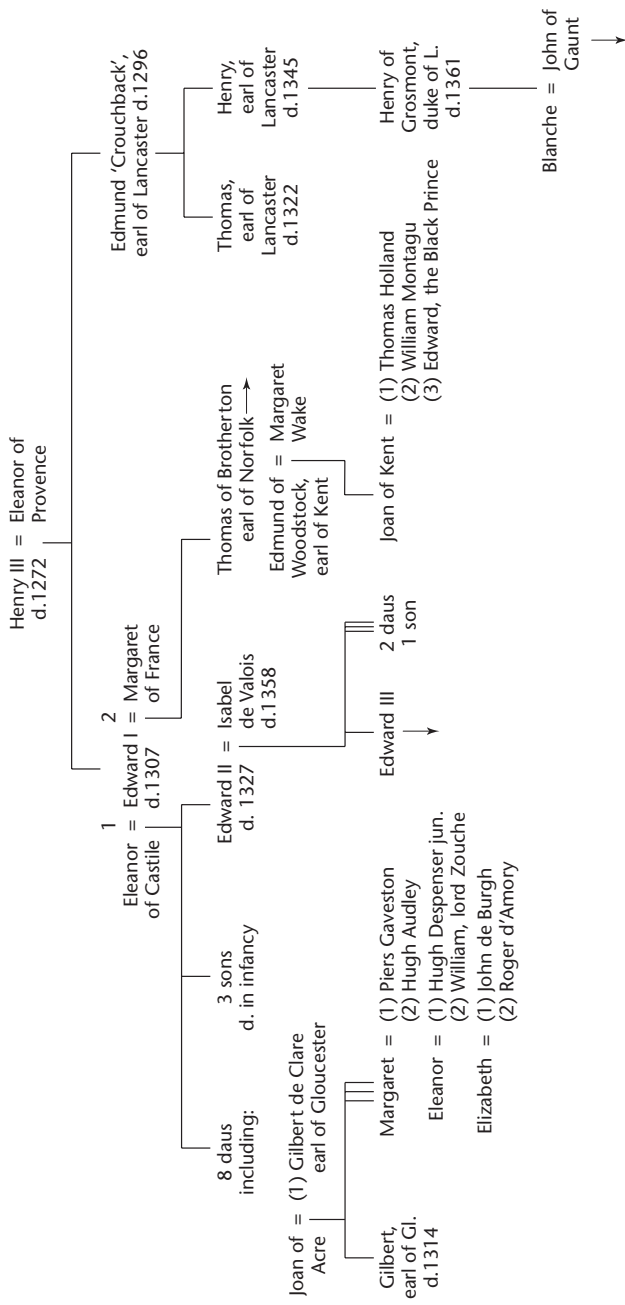 Henry III = Eleanor of
d.1272 Provence
Edmund 'Crouchback',
earl of Lancaster d.1296
1
2
Eleanor = Edward I = Margaret
of Castile d.1307 of France
8 daus
including:
3 sons
d. in infancy
Edward II = Isabel
d. 1327 de Valois
d.1358
Thomas of Brotherton
earl of Norfolk
Edmund of = Margaret
Woodstock, Wake
earl of Kent
Thomas,
earl of
Lancaster
d.1322
Henry,
earl of
Lancaster
d.1345
Joan of = (1) Gilbert de Clare
Acre earl of Gloucester
Gilbert,
earl of Gl.
d.1314
Margaret = (1) Piers Gaveston
(2) Hugh Audley
Eleanor = (1) Hugh Despenser jun.
(2) William, lord Zouche
Elizabeth = (1) John de Burgh
(2) Roger d'Amory
Edward III
2 daus
1 son
Joan of Kent = (1) Thomas Holland
(2) William Montagu
(3) Edward, the Black Prince
Henry of
Grosmont,
duke of L.
d.1361
Blanche = John of
Gaunt